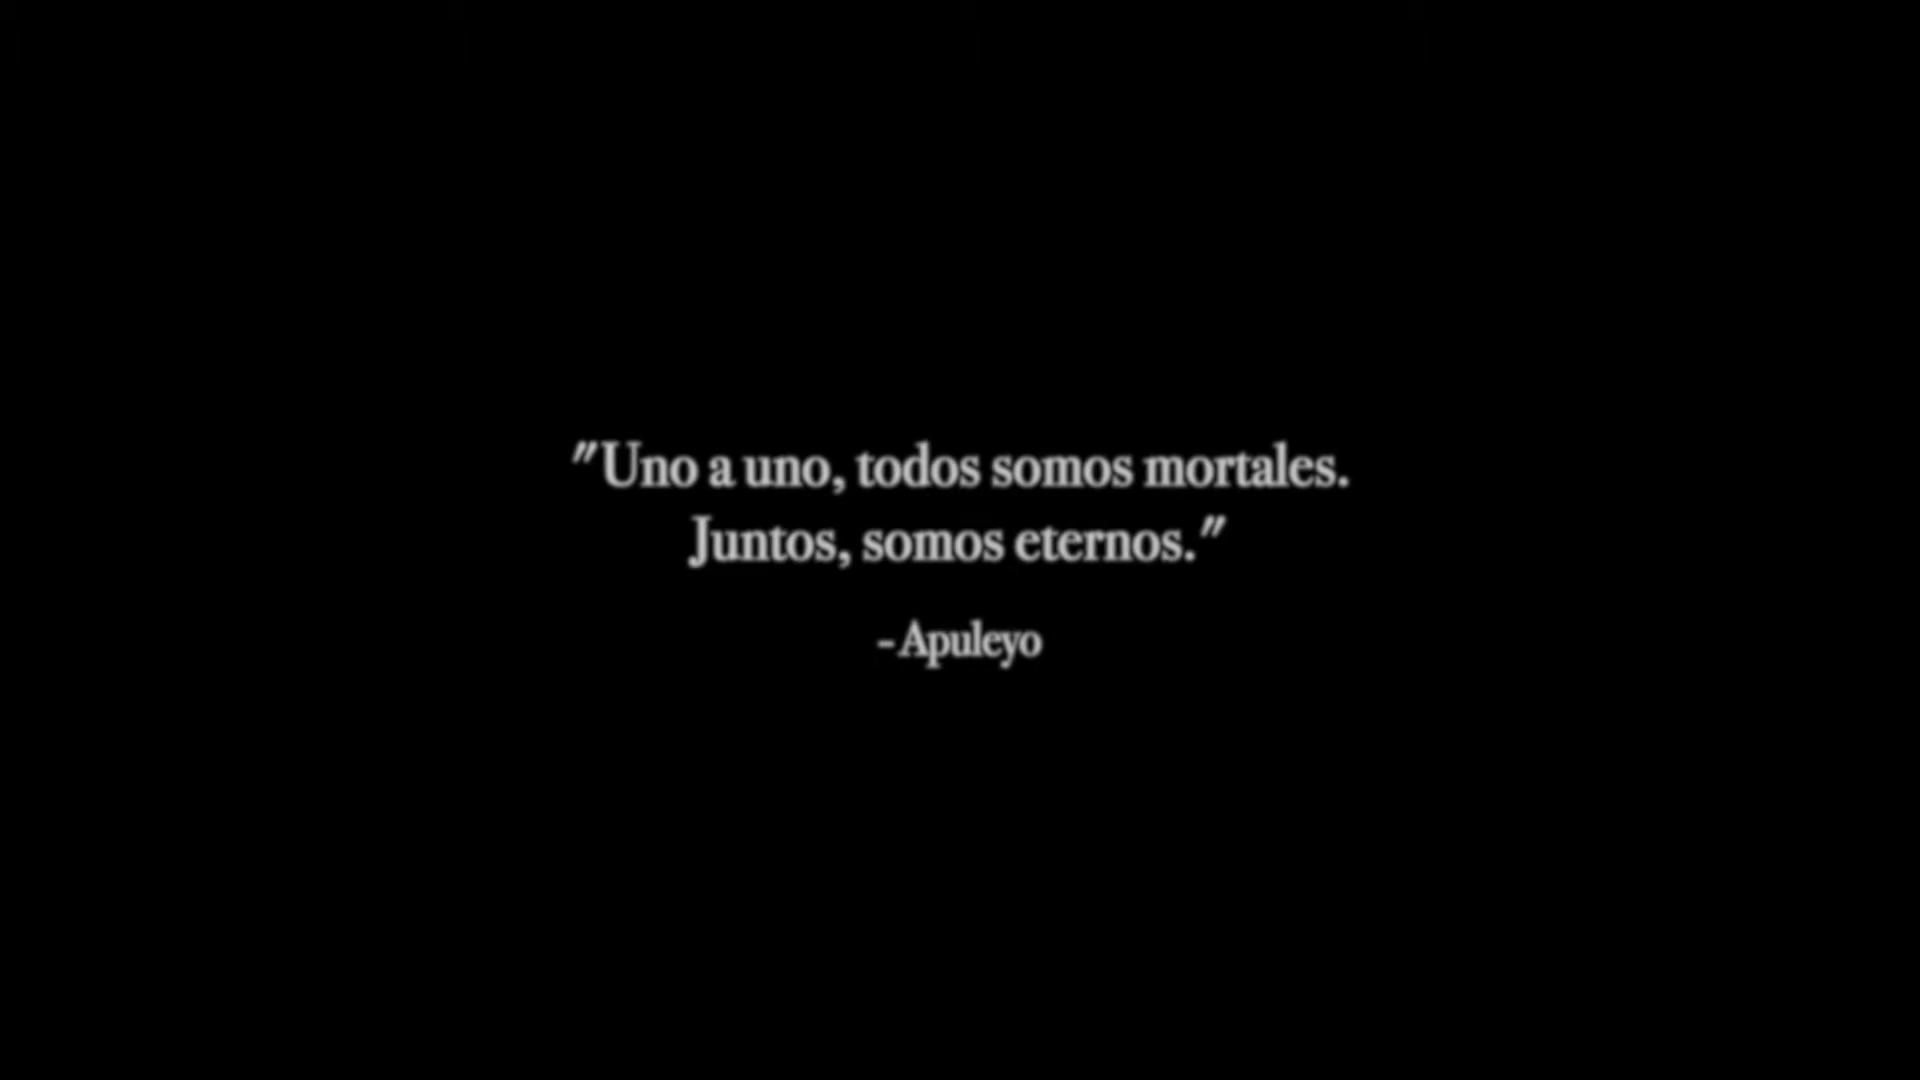 "Uno a uno, todos somos mortales.
Juntos, somos eternos."
- Apuleyo